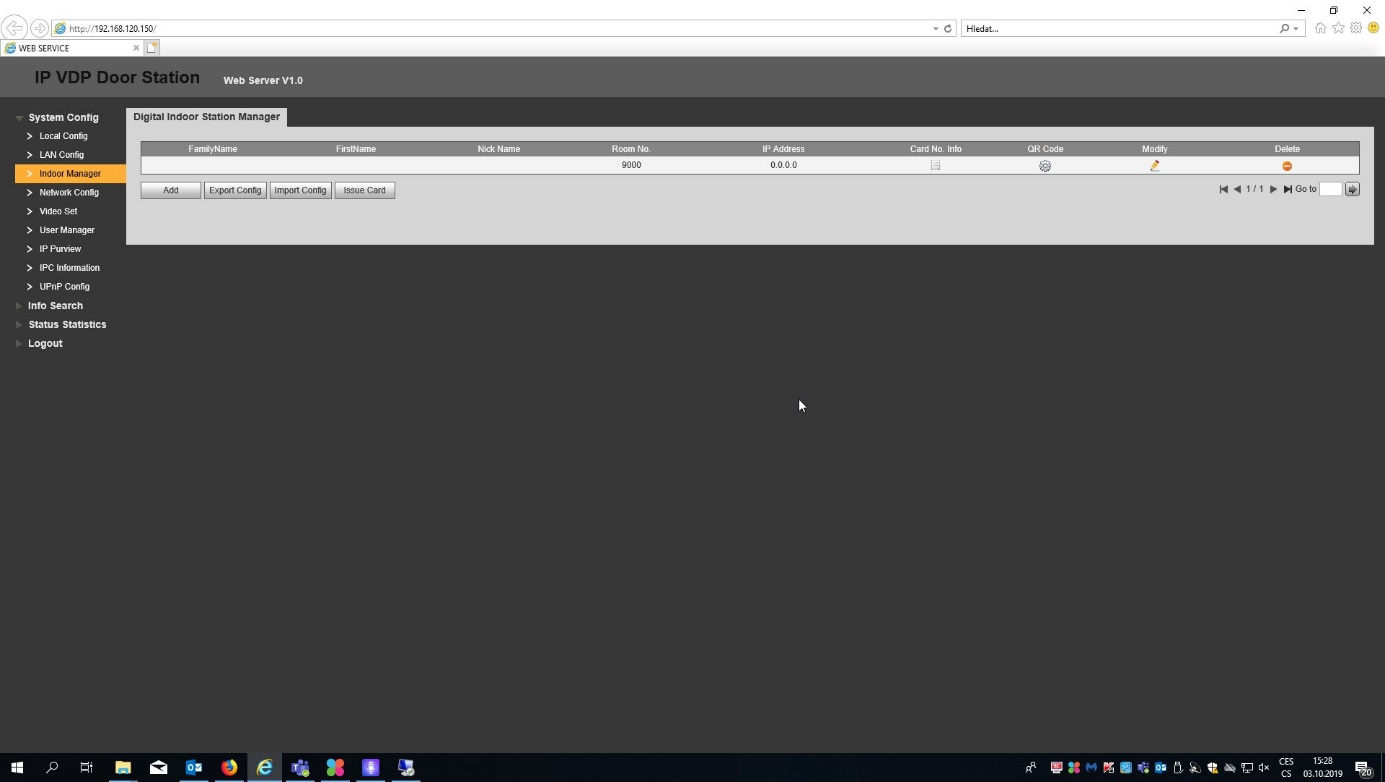 http://192.168.120.150/
Hledat...
WEB SERVICE
IP VDP Door Station Web Server V1.0
System Config
Local Config
LAN Config
Indoor Manager
Network Config
Video Set
User Manager
IP Purview
IPC Information
UPnP Config
Info Search
Status Statistics
Logout
Digital Indoor Station Manager
FamilyName FirstName Nick Name Room No. IP Address Card No. Info QR Code Modify Delete
9000 0.0.0.0
Add Export Config Import Config Issue Card 1 / 1 Go to
CES 15:28
CS 03.10.2019
20